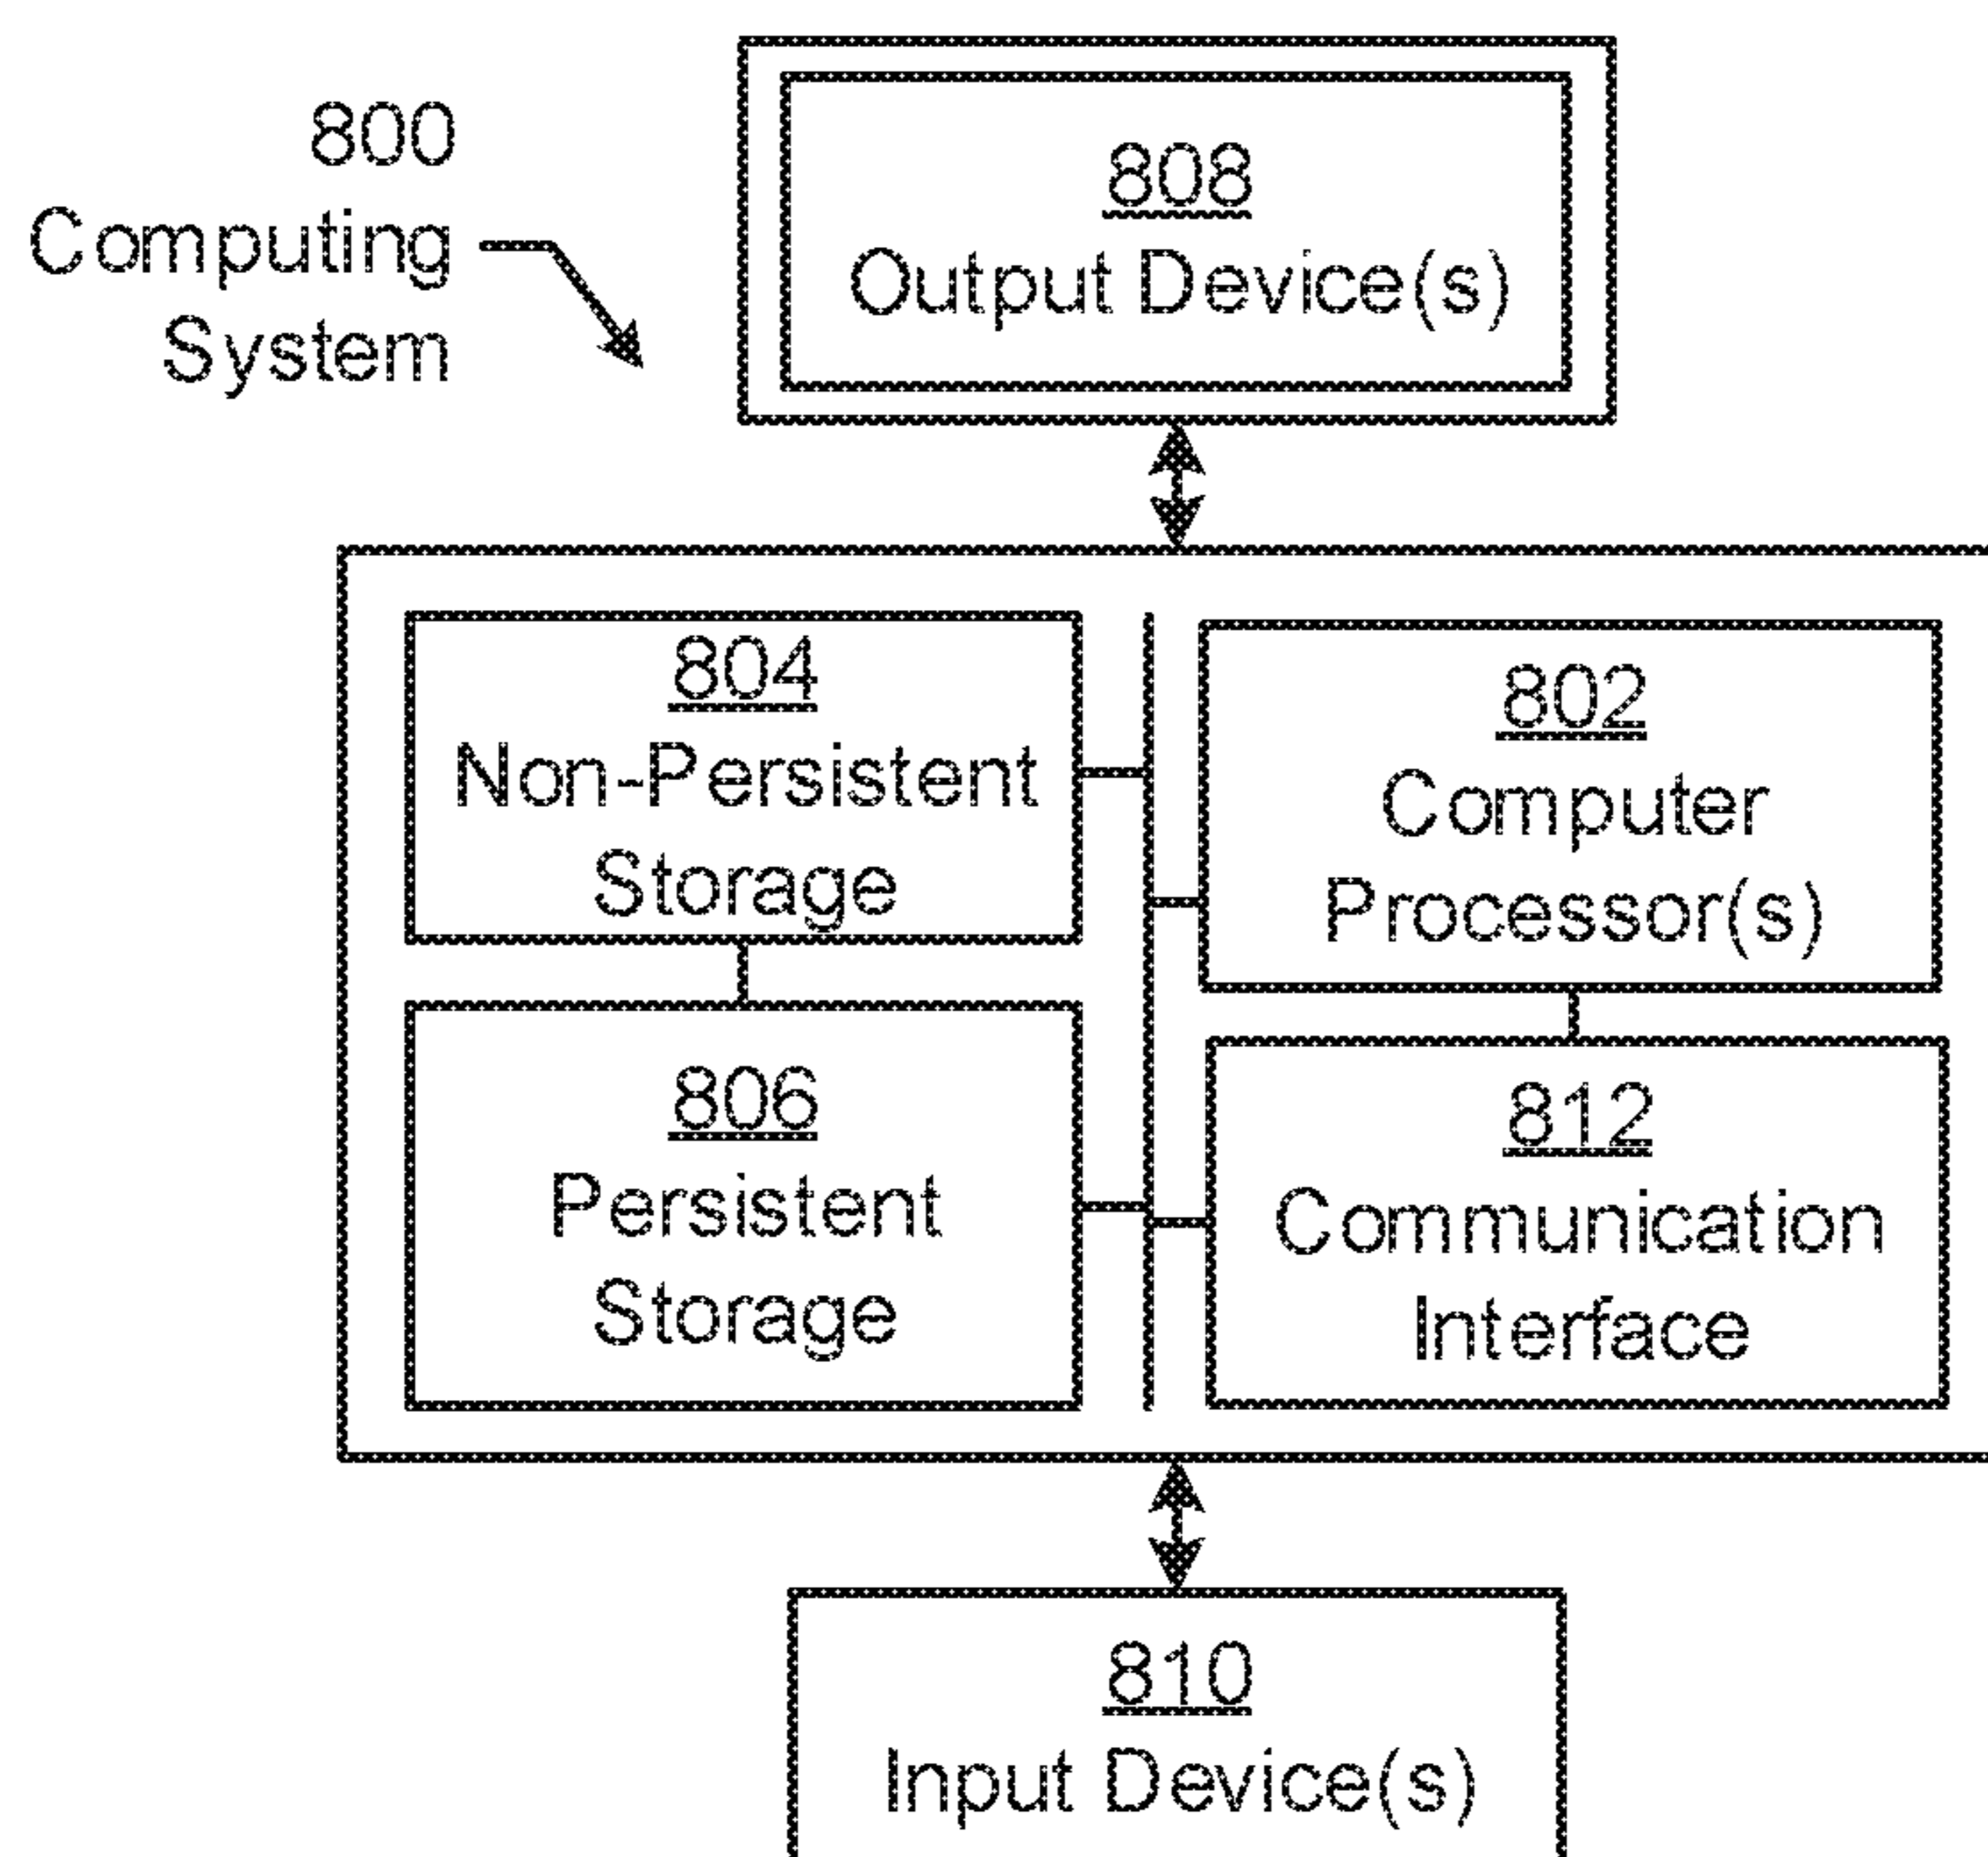 800
Computing
System
808
Output Device(s)
804
Non-Persistent
Storage
802
Computer
Processor(s)
806
Persistent
Storage
812
Communication
Interface
810
Input Device(s)